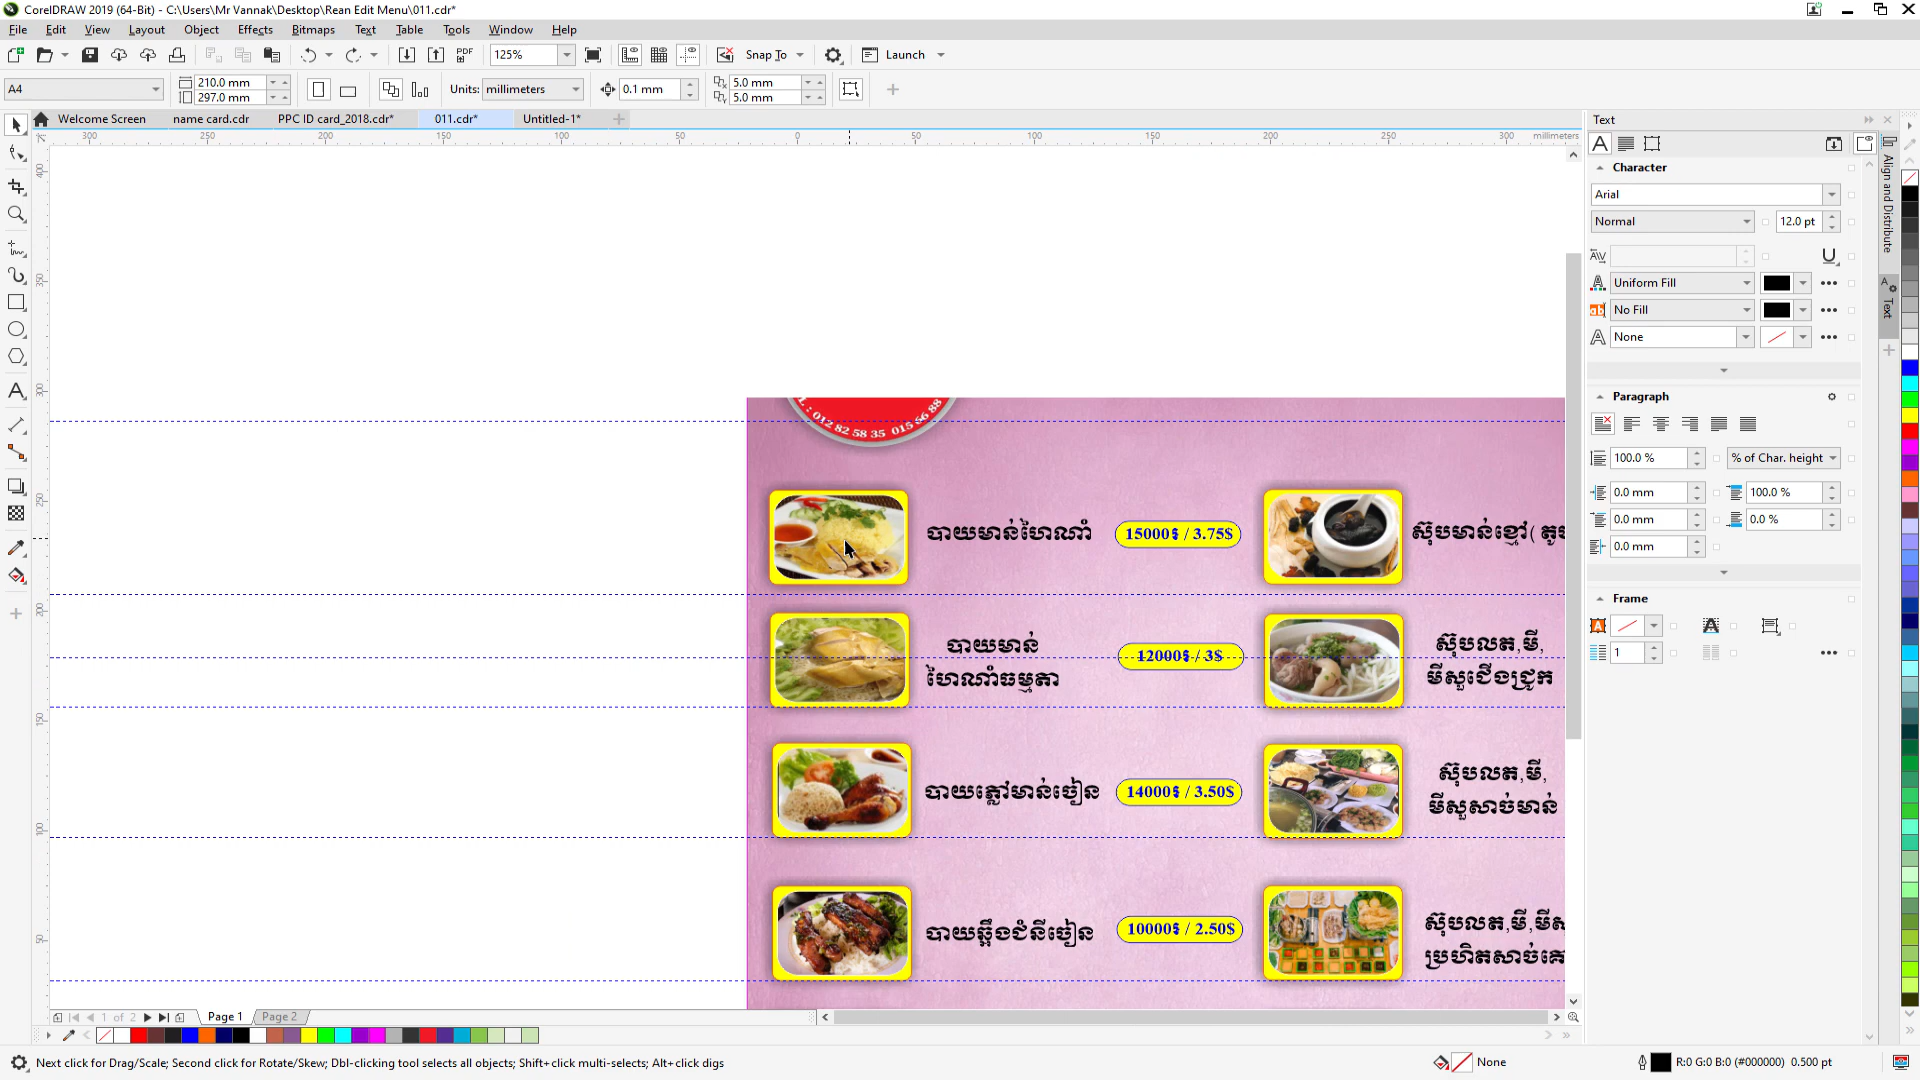 CorelDRAW 2019 (64-Bit) - C:\Users\Mr Vannak\Desktop\Rean Edit Menu\011.cdr*
File Edit View Layout Object Effects Bitmaps Text Table Tools Window Help
125% PDF Snap To Launch
A4 210.0 mm 297.0 mm Units: millimeters 0.1 mm 5.0 mm 5.0 mm
Welcome Screen name card.cdr PPC ID card_2018.cdr* 011.cdr* Untitled-1*
300 250 200 150 100 50 0 50 100 150 200 250 300 millimeters
Text
Character
Arial
Normal 12.0 pt
Uniform Fill
No Fill
None
Paragraph
100.0 % % of Char. height
0.0 mm 100.0 %
0.0 mm 0.0 %
0.0 mm
Frame
1
Align and Distribute
Text
L : 012 82 58 35 015 66 88
បាយមាន់ហៃណាំ 15000៛ / 3.75$ ស៊ុបមាន់ខ្មៅ(
បាយមាន់
ហៃណាំធម្មតា
12000៛ / 3$
ស៊ុបលត,មី,
មីសួជើងជ្រូក
បាយភ្លៅមាន់ចៀន 14000៛ / 3.50$
ស៊ុបលត,មី,
មីសួសាច់មាន់
បាយឆ្អឹងជំនីចៀន 10000៛ / 2.50$
ស៊ុបលត,មី,
ប្រហិតសាច់គោ
1 of 2 Page 1 Page 2
Next click for Drag/Scale; Second click for Rotate/Skew; Dbl-clicking tool selects all objects; Shift+click multi-selects; Alt+click digs
None R:0 G:0 B:0 (#000000) 0.500 pt